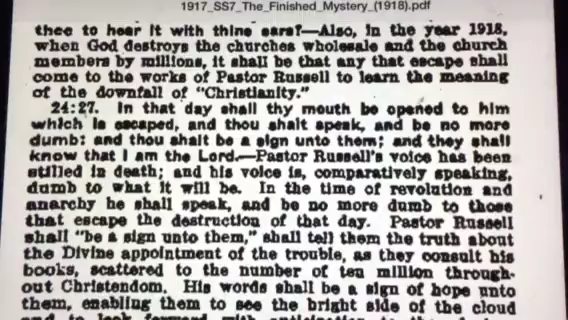 1917_SS7_The_Finished_Mystery_(1918).pdf
thee to hear it with thine ears?—Also, in the year 1918,
when God destroys the churches wholesale and the church
members by millions, it shall be that any that escape shall
come to the works of Pastor Russell to learn the meaning
of the downfall of "Christianity."
24:27. In that day shall thy mouth be opened to him
which is escaped, and thou shalt speak, and be no more
dumb: and thou shalt be a sign unto them; and they shall
know that I am the Lord.—Pastor Russell's voice has been
stilled in death; and his voice is, comparatively speaking,
dumb to what it will be. In the time of revolution and
anarchy he shall speak, and be no more dumb to those
that escape the destruction of that day. Pastor Russell
shall "be a sign unto them," shall tell them the truth about
the Divine appointment of the trouble, as they consult his
books, scattered to the number of ten million through-
out Christendom. His words shall be a sign of hope unto
them, enabling them to see the bright side of the cloud
and to look forward with anticipation to the